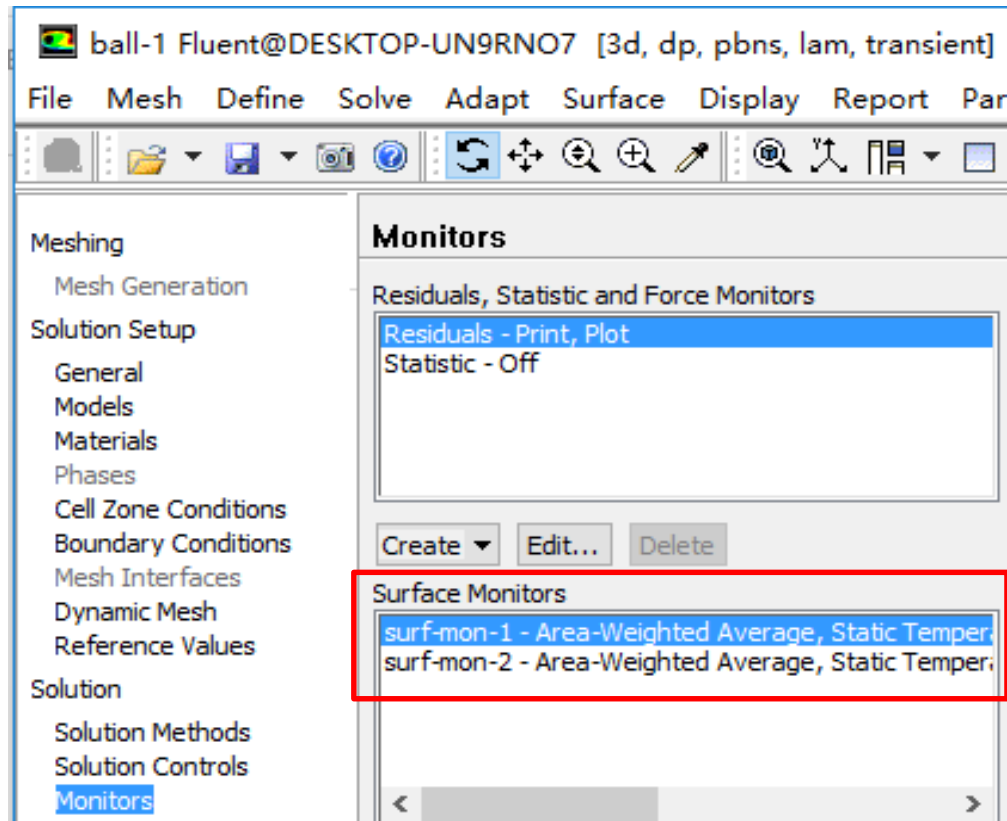 ball-1 Fluent@DESKTOP-UN9RNO7 [3d, dp, pbns, lam, transient]
File Mesh Define Solve Adapt Surface Display Report Par
Meshing
Mesh Generation
Solution Setup
General
Models
Materials
Phases
Cell Zone Conditions
Boundary Conditions
Mesh Interfaces
Dynamic Mesh
Reference Values
Solution
Solution Methods
Solution Controls
Monitors
Monitors
Residuals, Statistic and Force Monitors
Residuals - Print, Plot
Statistic - Off
Create Edit... Delete
Surface Monitors
surf-mon-1 - Area-Weighted Average, Static Tempera
surf-mon-2 - Area-Weighted Average, Static Tempera